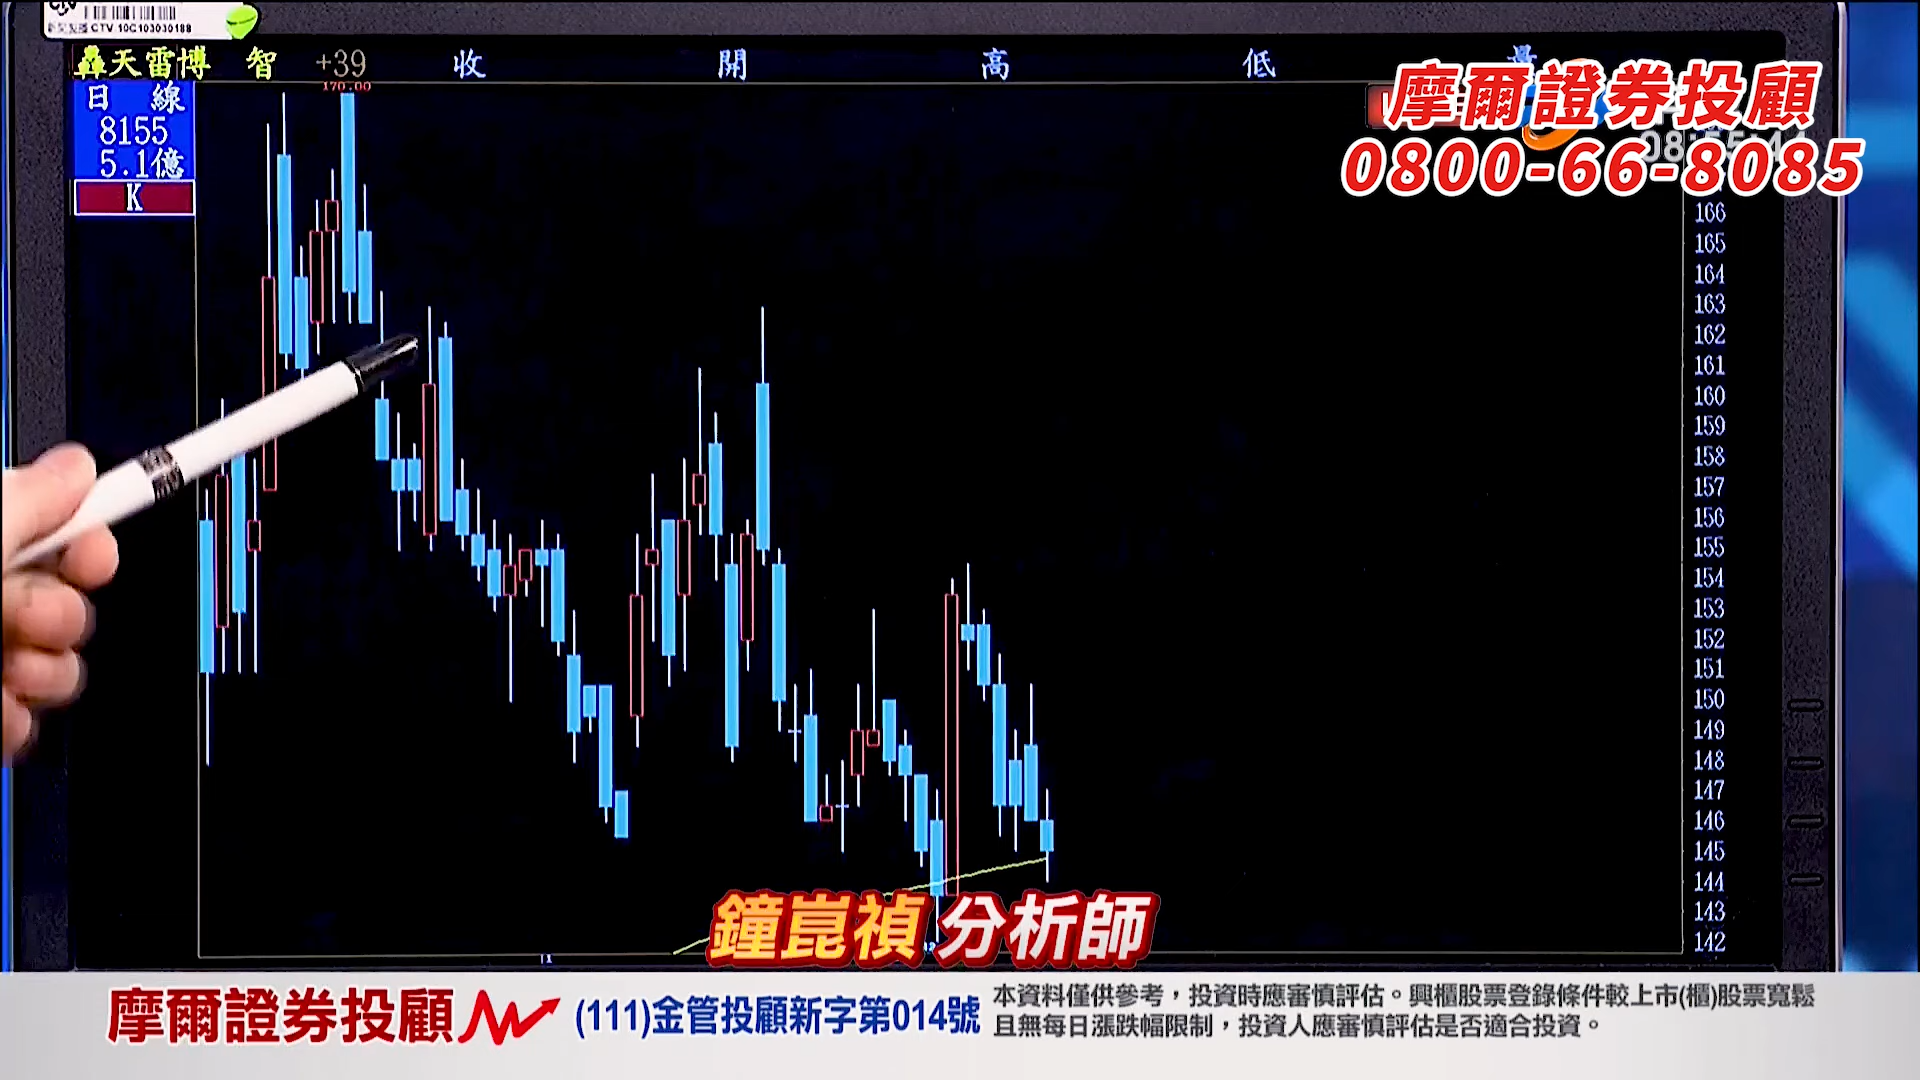 CTV 10C103030188
天雷博 智 +39 收 開 高 低 量
170.00
日 線
8155
5.1億
K
摩爾證券投顧
0800-66-8085
166
165
164
163
162
161
160
159
158
157
156
155
154
153
152
151
150
149
148
147
146
145
144
143
142
11
12
鐘崑禎 分析師
摩爾證券投顧
(111)金管投顧新字第014號
本資料僅供參考，投資時應審慎評估。興櫃股票登錄條件較上市(櫃)股票寬鬆
且無每日漲跌幅限制，投資人應審慎評估是否適合投資。